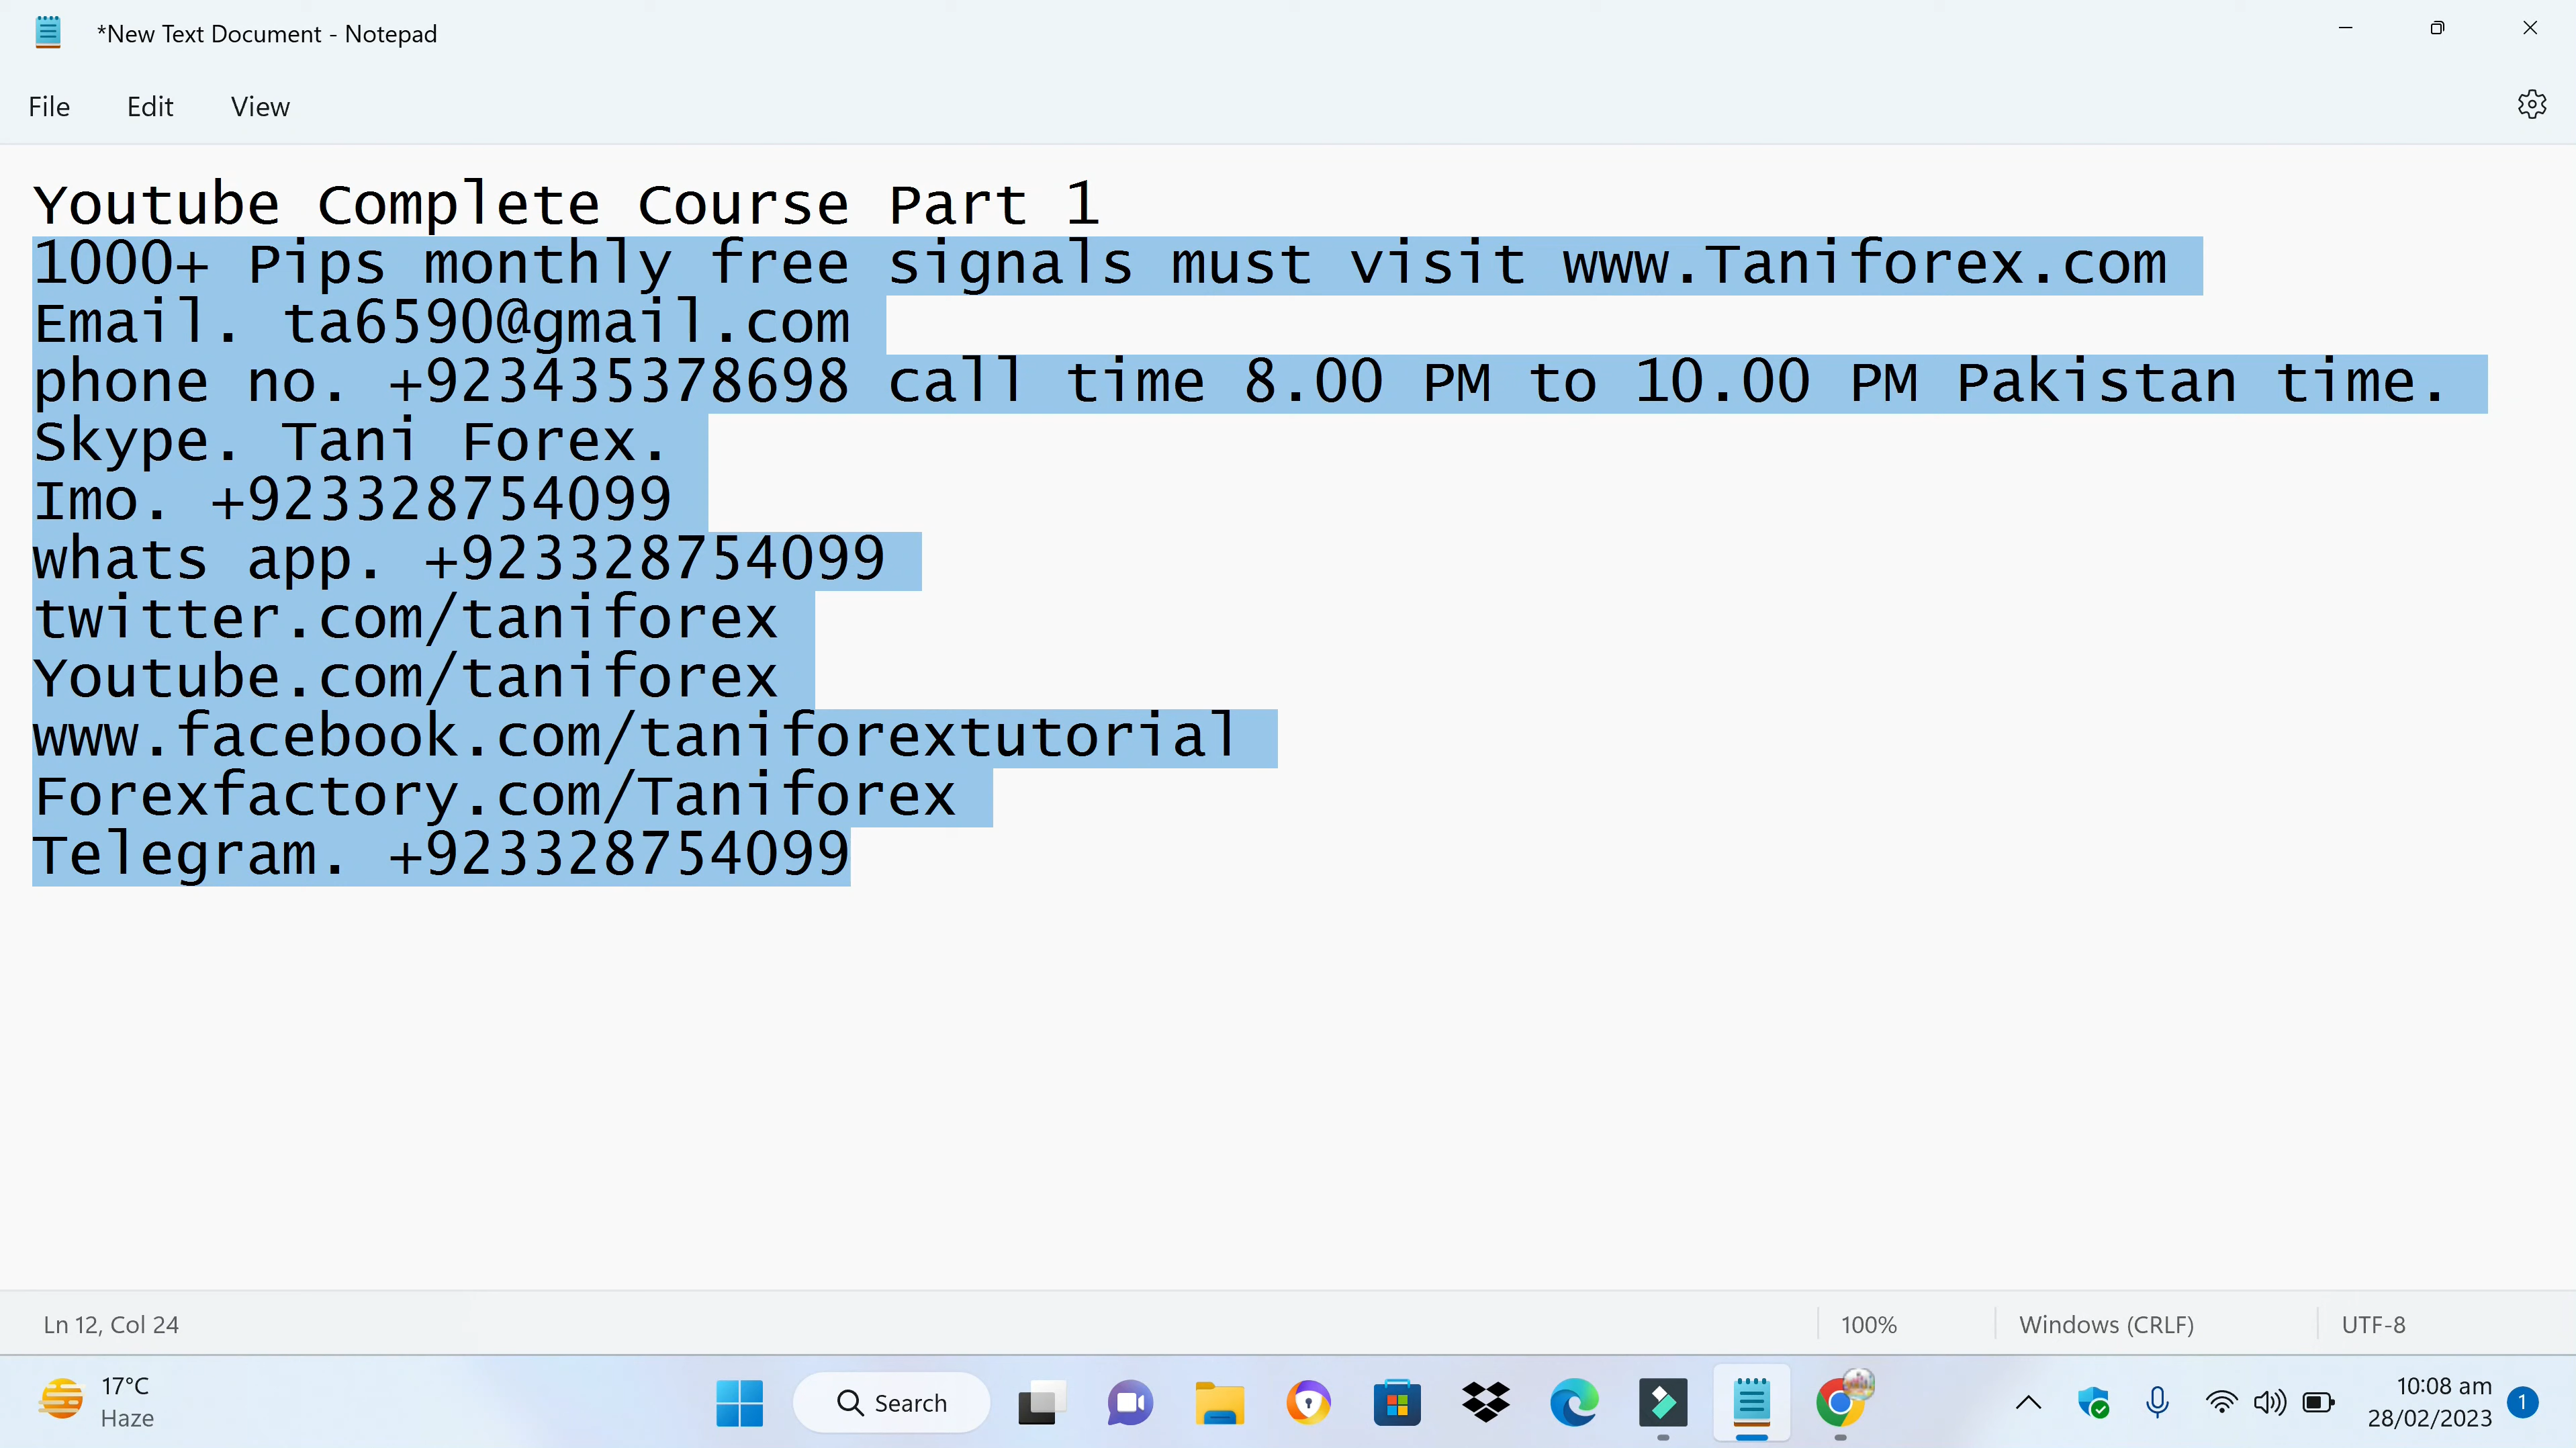 *New Text Document - Notepad
File Edit View
Youtube Complete Course Part 1
1000+ Pips monthly free signals must visit www.Taniforex.com
Email. ta6590@gmail.com
phone no. +923435378698 call time 8.00 PM to 10.00 PM Pakistan time.
Skype. Tani Forex.
Imo. +923328754099
whats app. +923328754099
twitter.com/taniforex
Youtube.com/taniforex
www.facebook.com/taniforextutorial
Forexfactory.com/Taniforex
Telegram. +923328754099
Ln 12, Col 24 100% Windows (CRLF) UTF-8
17°C
Haze
Search
10:08 am
28/02/2023
1